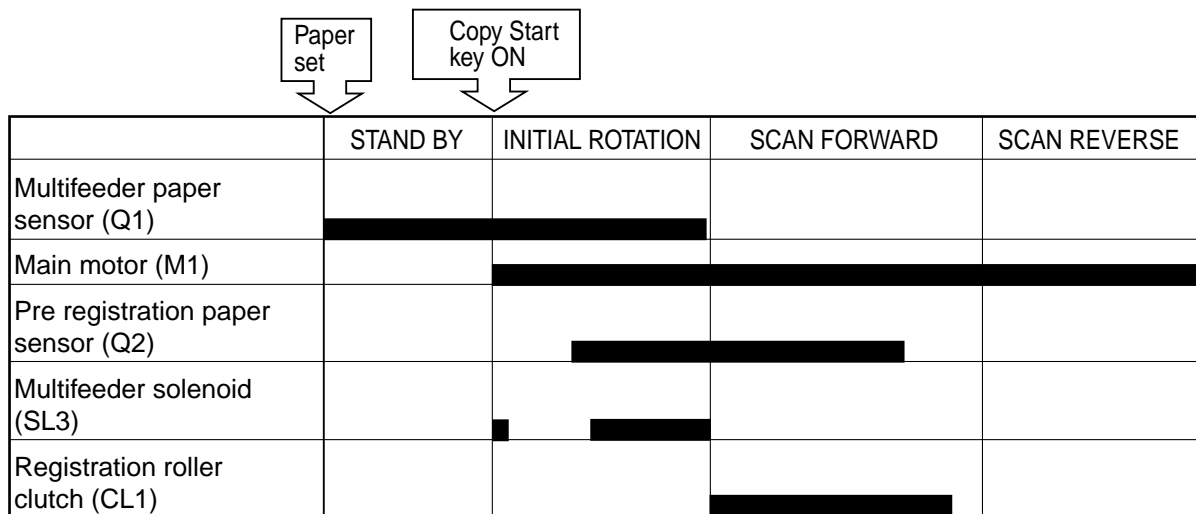 Paper
set
Copy Start
key ON
STAND BY
INITIAL ROTATION
SCAN FORWARD
SCAN REVERSE
Multifeeder paper
sensor (Q1)
Main motor (M1)
Pre registration paper
sensor (Q2)
Multifeeder solenoid
(SL3)
Registration roller
clutch (CL1)